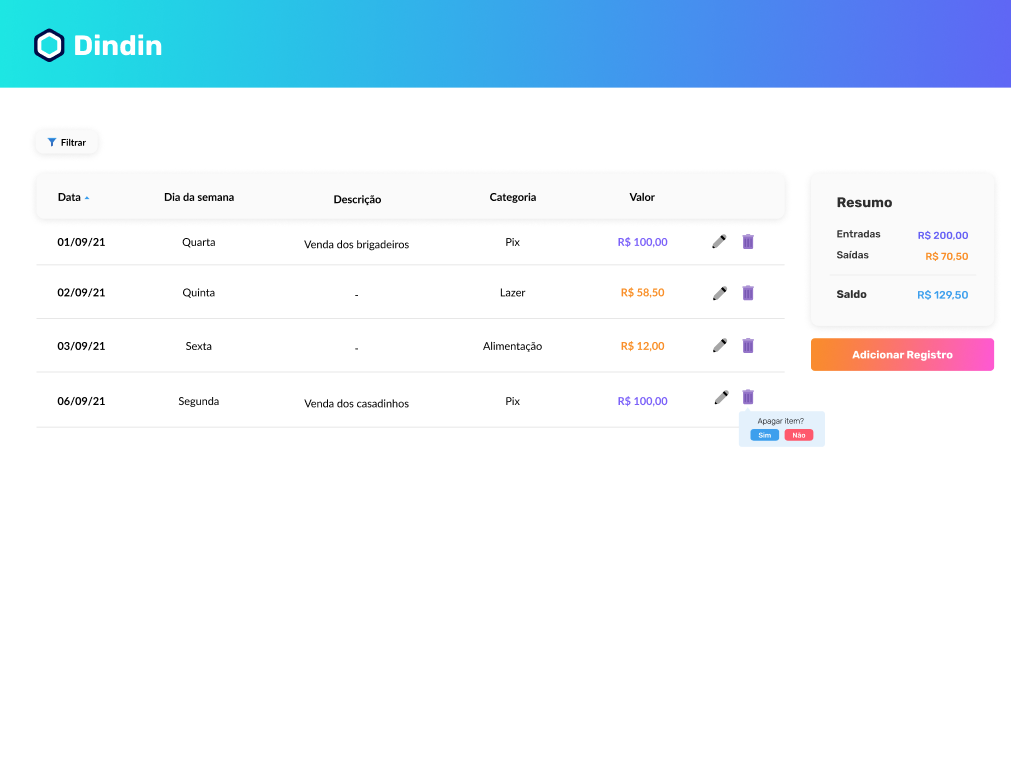 Dindin
Filtrar
Data Dia da semana Descrição Categoria Valor
01/09/21 Quarta Venda dos brigadeiros Pix R$ 100,00
02/09/21 Quinta - Lazer R$ 58,50
03/09/21 Sexta - Alimentação R$ 12,00
06/09/21 Segunda Venda dos casadinhos Pix R$ 100,00
Apagar item?
Sim Não
Resumo
Entradas R$ 200,00
Saídas R$ 70,50
Saldo R$ 129,50
Adicionar Registro